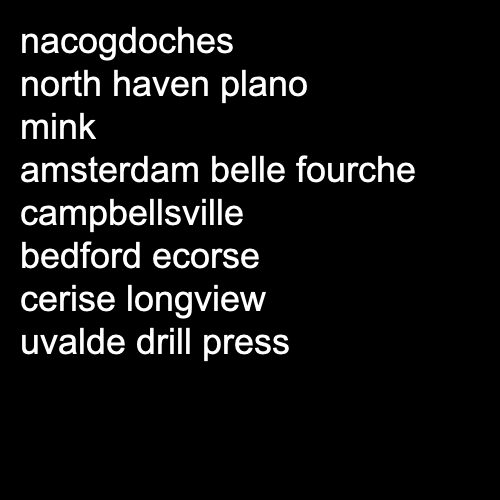 nacogdoches
north haven plano
mink
amsterdam belle fourche
campbellsville
bedford ecorse
cerise longview
uvalde drill press